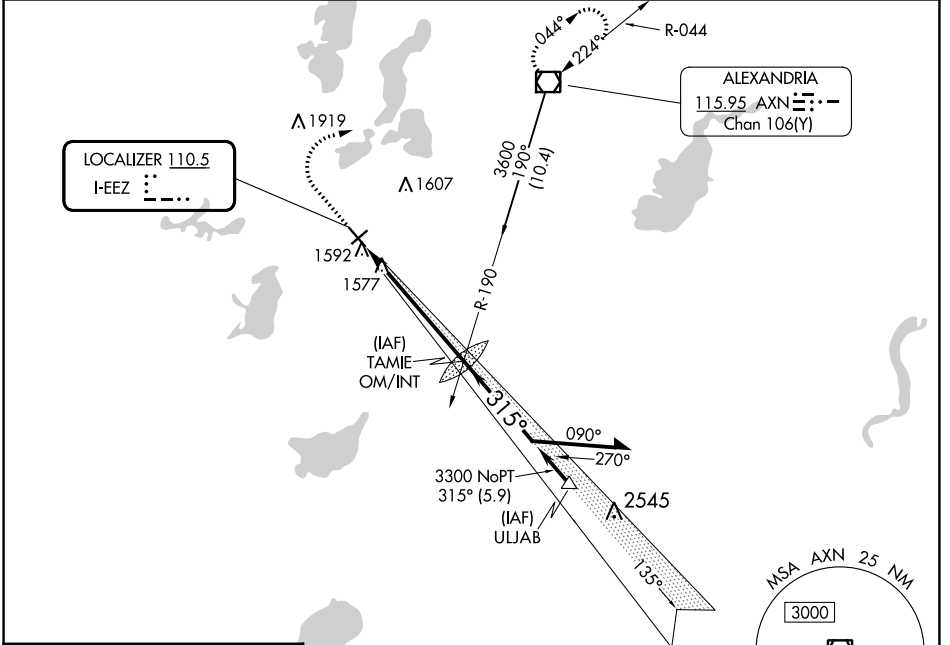 044°
224°
R-044
ALEXANDRIA
115.95 AXN
Chan 106(Y)
1919
LOCALIZER 110.5
I-EEZ
1607
3600
190°
(10.4)
1592
1577
R-190
(IAF)
TAMIE
OM/INT
315°
090°
270°
3300 NoPT
315° (5.9)
(IAF)
ULJAB
2545
135°
MSA AXN 25 NM
3000